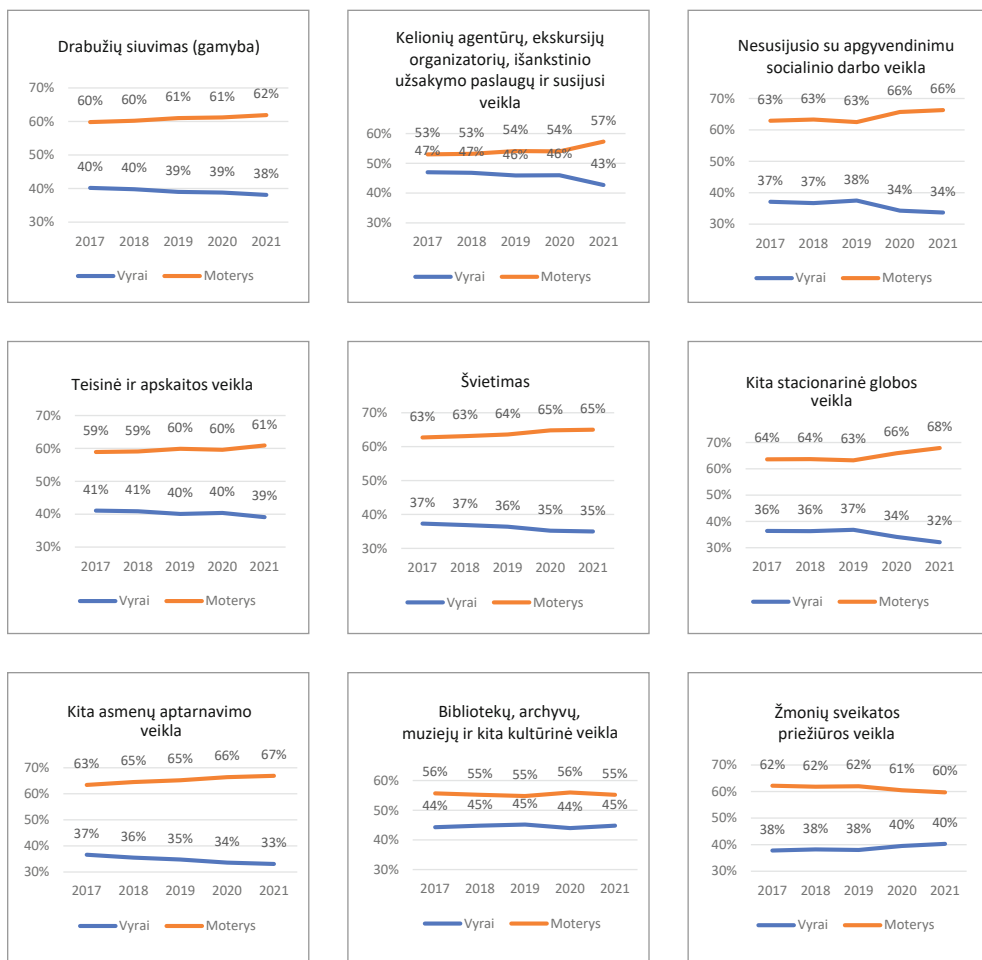 Drabužių siuvimas (gamyba)
70%
60%
50%
40%
30%
60% 60% 61% 61% 62%
40% 40% 39% 39% 38%
2017 2018 2019 2020 2021
Vyrai Moterys
Kelionių agentūrų, ekskursijų
organizatorių, išankstinio
užsakymo paslaugų ir susijusi
veikla
60%
50%
40%
30%
53% 53% 54% 54% 57%
47% 47% 46% 46% 43%
2017 2018 2019 2020 2021
Vyrai Moterys
Nesusijusio su apgyvendinimu
socialinio darbo veikla
70%
60%
50%
40%
30%
63% 63% 63% 66% 66%
37% 37% 38% 34% 34%
2017 2018 2019 2020 2021
Vyrai Moterys
Teisinė ir apskaitos veikla
70%
60%
50%
40%
30%
59% 59% 60% 60% 61%
41% 41% 40% 40% 39%
2017 2018 2019 2020 2021
Vyrai Moterys
Švietimas
70%
60%
50%
40%
30%
63% 63% 64% 65% 65%
37% 37% 36% 35% 35%
2017 2018 2019 2020 2021
Vyrai Moterys
Kita stacionarinė globos
veikla
70%
60%
50%
40%
30%
64% 64% 63% 66% 68%
36% 36% 37% 34% 32%
2017 2018 2019 2020 2021
Vyrai Moterys
Kita asmenų aptarnavimo
veikla
70%
60%
50%
40%
30%
63% 65% 65% 66% 67%
37% 36% 35% 34% 33%
2017 2018 2019 2020 2021
Vyrai Moterys
Bibliotekų, archyvų,
muziejų ir kita kultūrinė veikla
60%
50%
40%
30%
56% 55% 55% 56% 55%
44% 45% 45% 44% 45%
2017 2018 2019 2020 2021
Vyrai Moterys
Žmonių sveikatos
priežiūros veikla
70%
60%
50%
40%
30%
62% 62% 62% 61% 60%
38% 38% 38% 40% 40%
2017 2018 2019 2020 2021
Vyrai Moterys